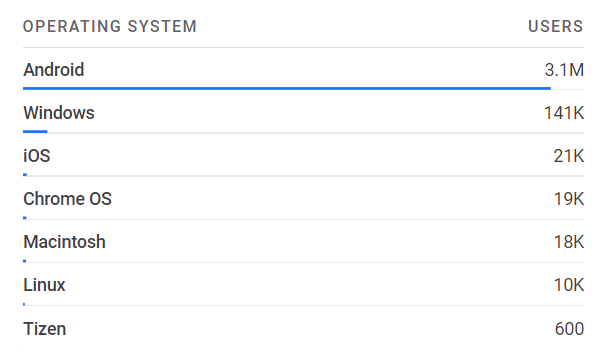 OPERATING SYSTEM USERS
Android 3.1M
Windows 141K
iOS 21K
Chrome OS 19K
Macintosh 18K
Linux 10K
Tizen 600